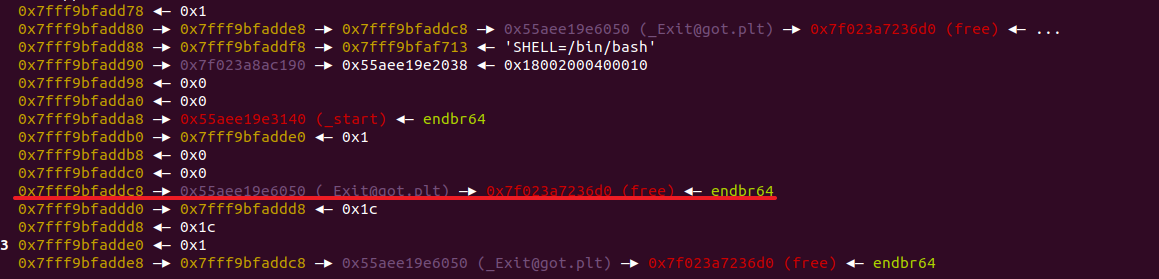 0x7fff9bfadd78 ◂— 0x1
0x7fff9bfadd80 —▸ 0x7fff9bfadde8 —▸ 0x7fff9bfaddc8 —▸ 0x55aee19e6050 (_Exit@got.plt) —▸ 0x7f023a7236d0 (free) ◂— ...
0x7fff9bfadd88 —▸ 0x7fff9bfaddf8 —▸ 0x7fff9bfaf713 ◂— 'SHELL=/bin/bash'
0x7fff9bfadd90 —▸ 0x7f023a8ac190 —▸ 0x55aee19e2038 ◂— 0x18002000400010
0x7fff9bfadd98 ◂— 0x0
0x7fff9bfadda0 ◂— 0x0
0x7fff9bfadda8 —▸ 0x55aee19e3140 (_start) ◂— endbr64
0x7fff9bfaddb0 —▸ 0x7fff9bfadde0 ◂— 0x1
0x7fff9bfaddb8 ◂— 0x0
0x7fff9bfaddc0 ◂— 0x0
0x7fff9bfaddc8 —▸ 0x55aee19e6050 (_Exit@got.plt) —▸ 0x7f023a7236d0 (free) ◂— endbr64
0x7fff9bfaddd0 —▸ 0x7fff9bfaddd8 ◂— 0x1c
0x7fff9bfaddd8 ◂— 0x1c
3 0x7fff9bfadde0 ◂— 0x1
0x7fff9bfadde8 —▸ 0x7fff9bfaddc8 —▸ 0x55aee19e6050 (_Exit@got.plt) —▸ 0x7f023a7236d0 (free) ◂— endbr64